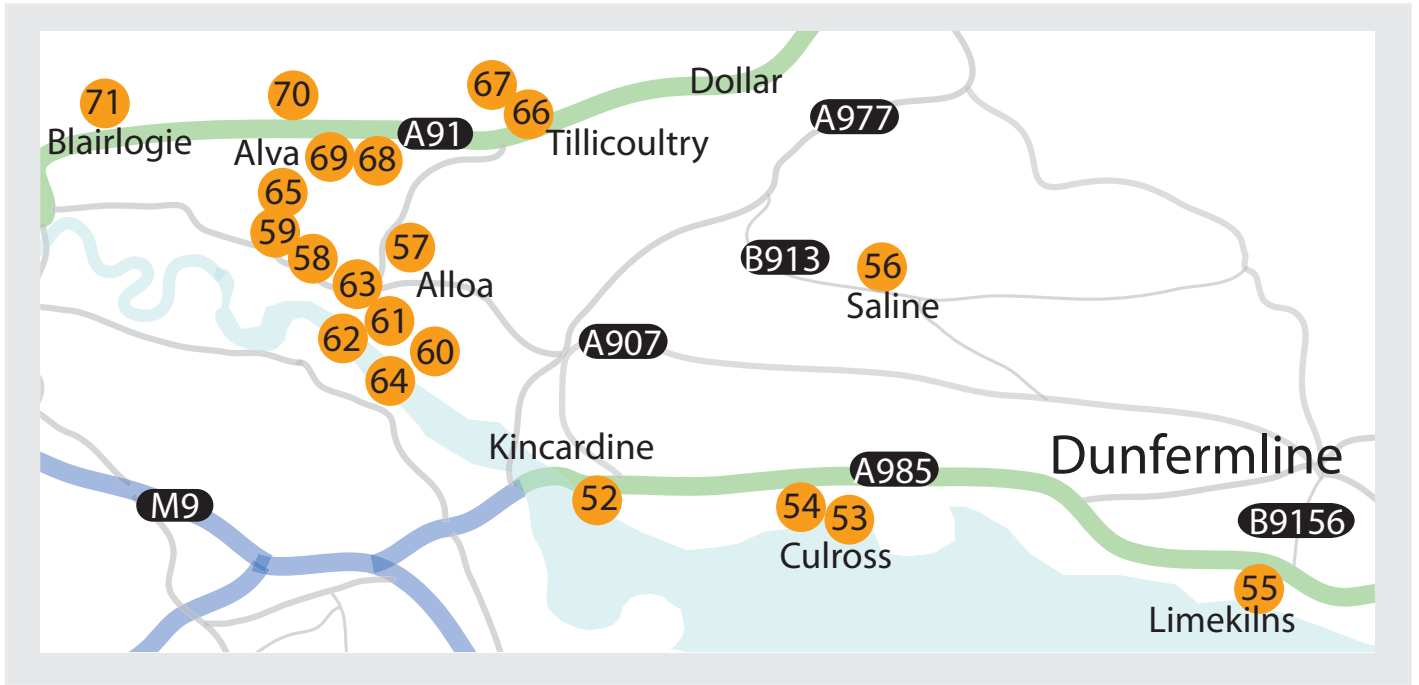 67
Dollar
71
70
66
A977
Blairlogie
Alva
69
68
A91
Tillicoultry
65
59
58
57
B913
56
63
Alloa
Saline
61
62
60
A907
64
Kincardine
Dunfermline
A985
52
54
53
M9
B9156
Culross
55
Limekilns